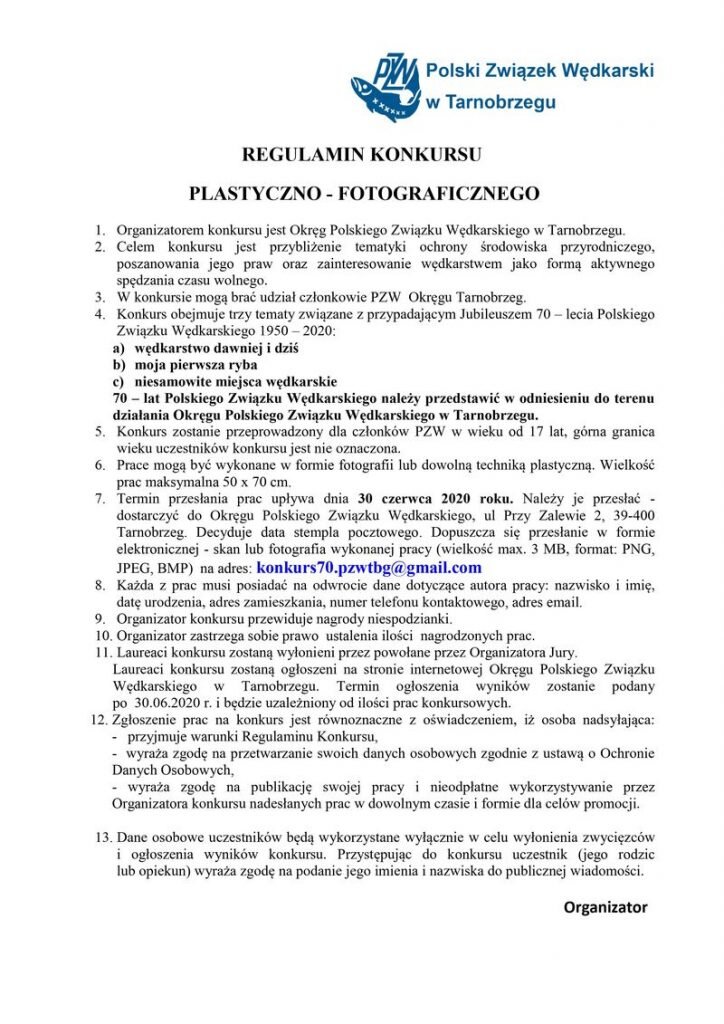 PZW
Polski Związek Wędkarski
w Tarnobrzegu
REGULAMIN KONKURSU
PLASTYCZNO - FOTOGRAFICZNEGO
1. Organizatorem konkursu jest Okręg Polskiego Związku Wędkarskiego w Tarnobrzegu.
2. Celem konkursu jest przybliżenie tematyki ochrony środowiska przyrodniczego,
poszanowania jego praw oraz zainteresowanie wędkarstwem jako formą aktywnego
spędzania czasu wolnego.
3. W konkursie mogą brać udział członkowie PZW Okręgu Tarnobrzeg.
4. Konkurs obejmuje trzy tematy związane z przypadającym Jubileuszem 70 – lecia Polskiego
Związku Wędkarskiego 1950 – 2020:
a) wędkarstwo dawniej i dziś
b) moja pierwsza ryba
c) niesamowite miejsca wędkarskie
70 – lat Polskiego Związku Wędkarskiego należy przedstawić w odniesieniu do terenu
działania Okręgu Polskiego Związku Wędkarskiego w Tarnobrzegu.
5. Konkurs zostanie przeprowadzony dla członków PZW w wieku od 17 lat, górna granica
wieku uczestników konkursu jest nie oznaczona.
6. Prace mogą być wykonane w formie fotografii lub dowolną techniką plastyczną. Wielkość
prac maksymalna 50 x 70 cm.
7. Termin przesłania prac upływa dnia 30 czerwca 2020 roku. Należy je przesłać -
dostarczyć do Okręgu Polskiego Związku Wędkarskiego, ul Przy Zalewie 2, 39-400
Tarnobrzeg. Decyduje data stempla pocztowego. Dopuszcza się przesłanie w formie
elektronicznej - skan lub fotografia wykonanej pracy (wielkość max. 3 MB, format: PNG,
JPEG, BMP) na adres: konkurs70.pzwtbg@gmail.com
8. Każda z prac musi posiadać na odwrocie dane dotyczące autora pracy: nazwisko i imię,
datę urodzenia, adres zamieszkania, numer telefonu kontaktowego, adres email.
9. Organizator konkursu przewiduje nagrody niespodzianki.
10. Organizator zastrzega sobie prawo ustalenia ilości nagrodzonych prac.
11. Laureaci konkursu zostaną wyłonieni przez powołane przez Organizatora Jury.
Laureaci konkursu zostaną ogłoszeni na stronie internetowej Okręgu Polskiego Związku
Wędkarskiego w Tarnobrzegu. Termin ogłoszenia wyników zostanie podany
po 30.06.2020 r. i będzie uzależniony od ilości prac konkursowych.
12. Zgłoszenie prac na konkurs jest równoznaczne z oświadczeniem, iż osoba nadsyłająca:
- przyjmuje warunki Regulaminu Konkursu,
- wyraża zgodę na przetwarzanie swoich danych osobowych zgodnie z ustawą o Ochronie
Danych Osobowych,
- wyraża zgodę na publikację swojej pracy i nieodpłatne wykorzystywanie przez
Organizatora konkursu nadesłanych prac w dowolnym czasie i formie dla celów promocji.
13. Dane osobowe uczestników będą wykorzystane wyłącznie w celu wyłonienia zwycięzców
i ogłoszenia wyników konkursu. Przystępując do konkursu uczestnik (jego rodzic
lub opiekun) wyraża zgodę na podanie jego imienia i nazwiska do publicznej wiadomości.
Organizator